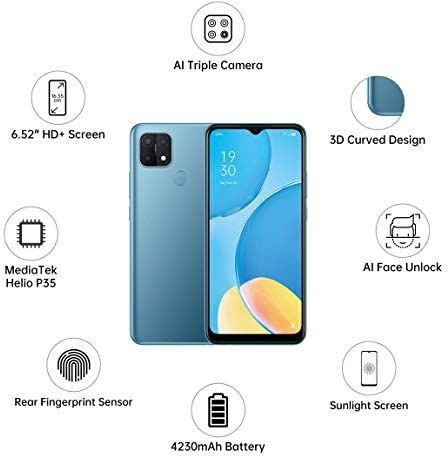 AI Triple Camera
16.55
cm
6.52" HD+ Screen
3D Curved Design
19
30
MediaTek
Helio P35
AI Face Unlock
Rear Fingerprint Sensor
Sunlight Screen
4230mAh Battery